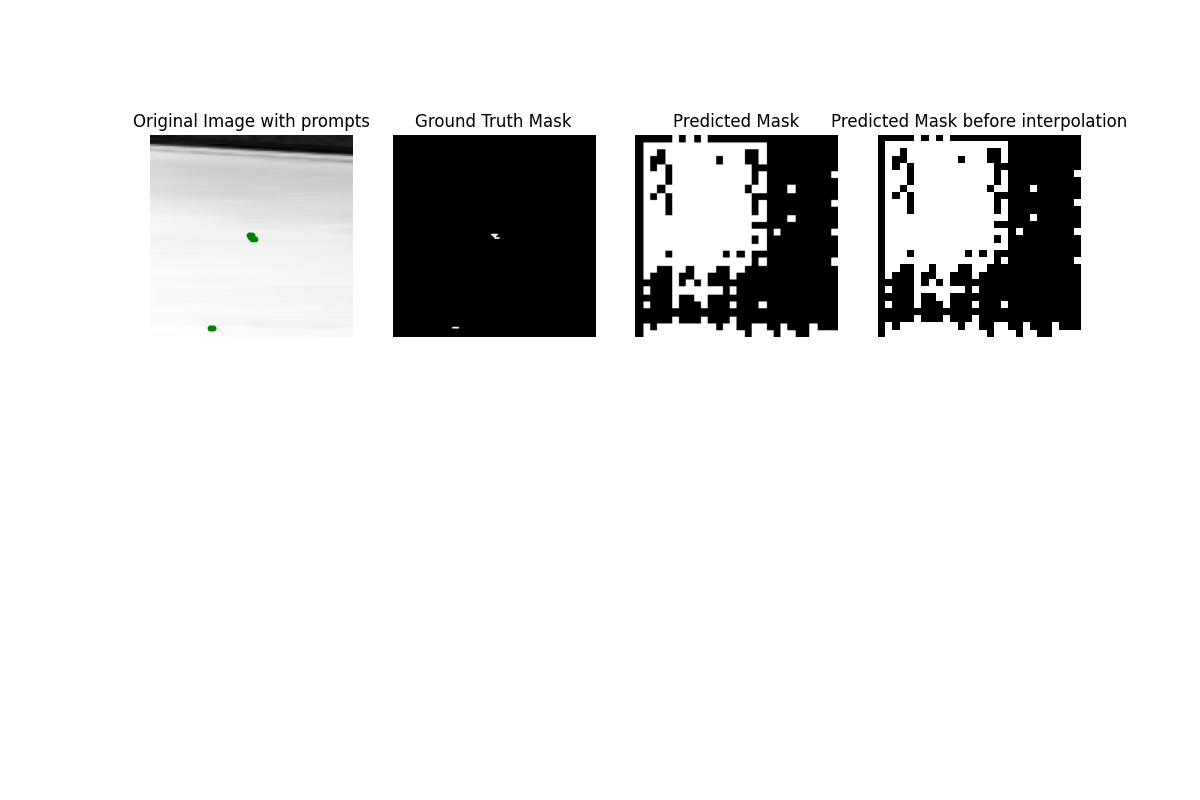 Original Image with prompts
Ground Truth Mask
Predicted Mask
Predicted Mask before interpolation